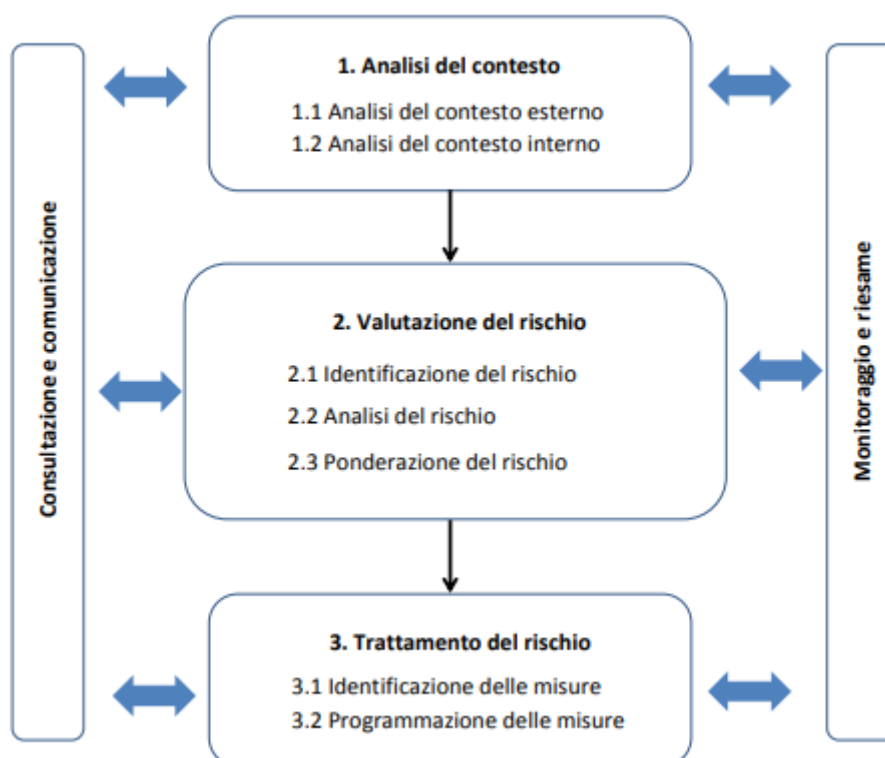 Consultazione e comunicazione
1. Analisi del contesto
1.1 Analisi del contesto esterno
1.2 Analisi del contesto interno
2. Valutazione del rischio
2.1 Identificazione del rischio
2.2 Analisi del rischio
2.3 Ponderazione del rischio
3. Trattamento del rischio
3.1 Identificazione delle misure
3.2 Programmazione delle misure
Monitoraggio e riesame